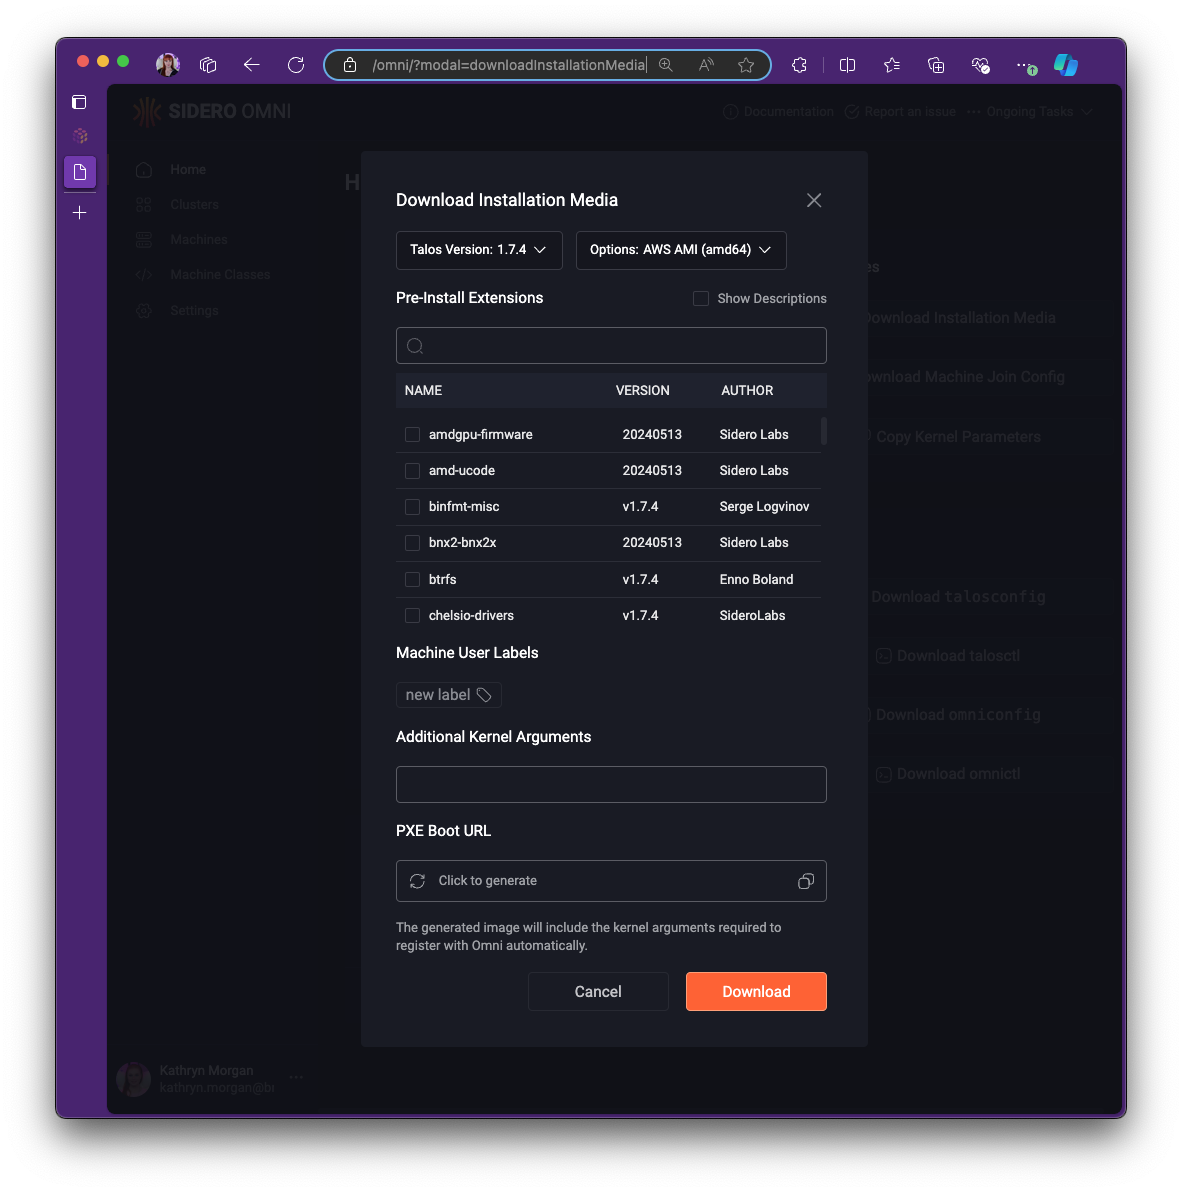 /omni/?modal=downloadInstallationMedia
SIDERO OMNI
Documentation
Report an issue
Ongoing Tasks
Home
Clusters
Machines
Machine Classes
Settings
H
Download Installation Media
Talos Version: 1.7.4
Options: AWS AMI (amd64)
Pre-Install Extensions
Show Descriptions
NAME VERSION AUTHOR
amdgpu-firmware 20240513 Sidero Labs
amd-ucode 20240513 Sidero Labs
binfmt-misc v1.7.4 Serge Logvinov
bnx2-bnx2x 20240513 Sidero Labs
btrfs v1.7.4 Enno Boland
chelsio-drivers v1.7.4 SideroLabs
Machine User Labels
new label
Additional Kernel Arguments
PXE Boot URL
Click to generate
The generated image will include the kernel arguments required to
register with Omni automatically.
Cancel
Download
es
ownload Installation Media
wnload Machine Join Config
Copy Kernel Parameters
Download talosconfig
Download talosctl
Download omniconfig
Download omnictl
Kathryn Morgan
kathryn.morgan@bi